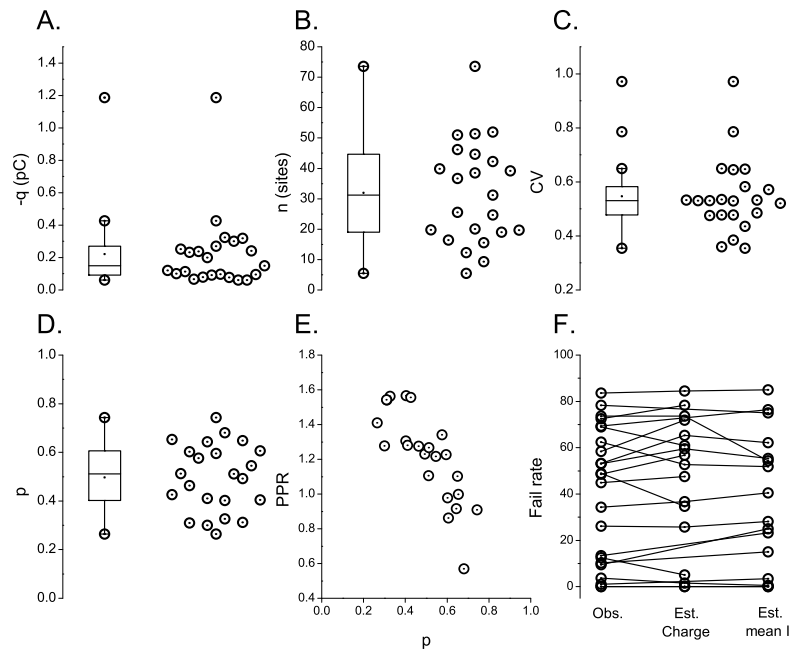 A.
B.
C.
-q (pC)
1.4
1.2
1.0
0.8
0.6
0.4
0.2
0.0
n (sites)
80
70
60
50
40
30
20
10
0
CV
1.0
0.8
0.6
0.4
0.2
D.
E.
F.
p
1.0
0.8
0.6
0.4
0.2
0.0
PPR
1.8
1.6
1.4
1.2
1.0
0.8
0.6
0.4
0.0 0.2 0.4 0.6 0.8 1.0
p
Fail rate
100
80
60
40
20
0
Obs. Est. Est.
Charge mean I